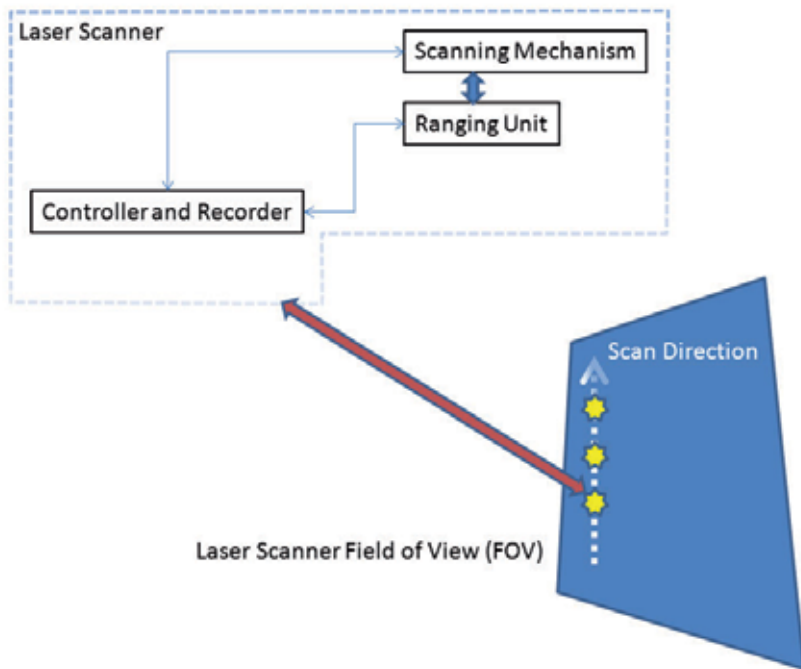 Laser Scanner
Scanning Mechanism
Ranging Unit
Controller and Recorder
Scan Direction
Laser Scanner Field of View (FOV)